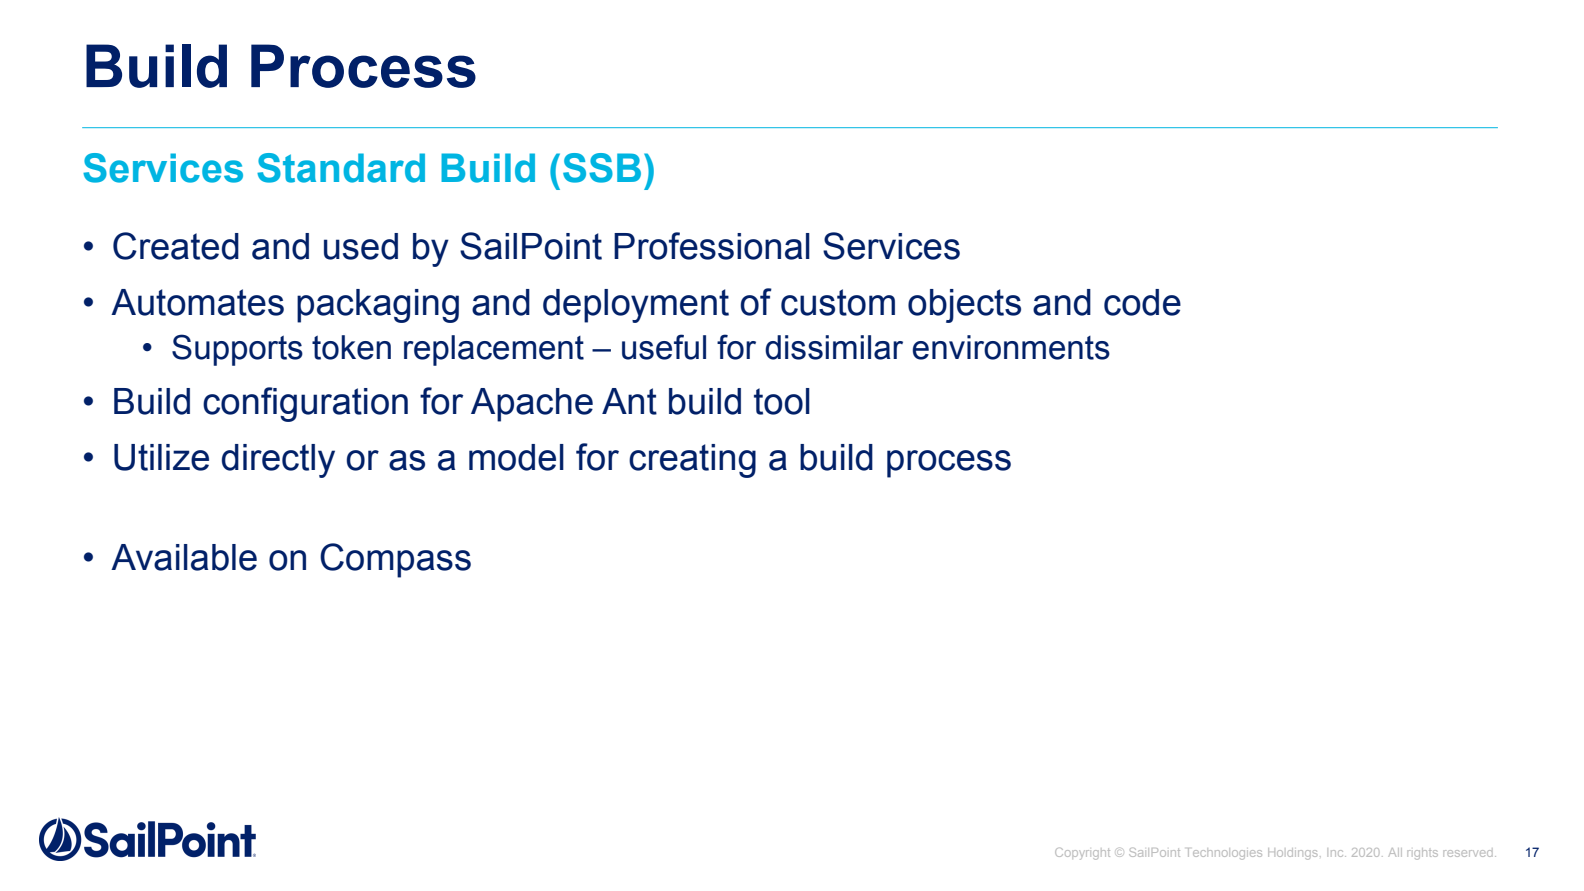 Build Process
Services Standard Build (SSB)
• Created and used by SailPoint Professional Services
• Automates packaging and deployment of custom objects and code
• Supports token replacement – useful for dissimilar environments
• Build configuration for Apache Ant build tool
• Utilize directly or as a model for creating a build process
• Available on Compass
SailPoint
Copyright © SailPoint Technologies Holdings, Inc. 2020. All rights reserved. 17